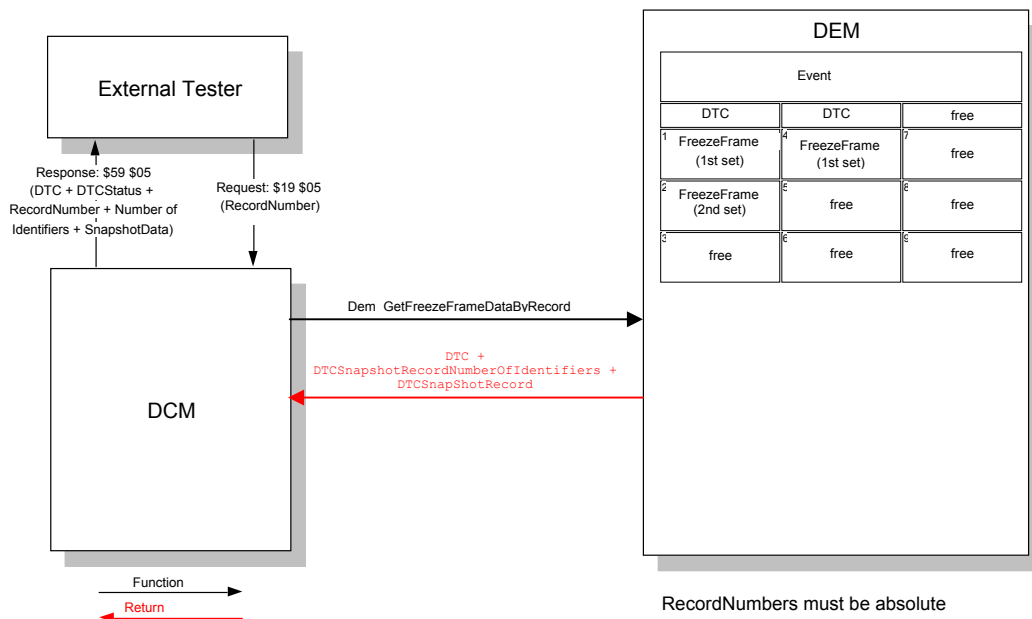 External Tester
Response: $59 $05
(DTC + DTCStatus +
RecordNumber + Number of
Identifiers + SnapshotData)
Request: $19 $05
(RecordNumber)
DCM
Dem_GetFreezeFrameDataByRecord
DTC +
DTCSnapshotRecordNumberOfIdentifiers +
DTCSnapShotRecord
Function
Return
DEM
Event
DTC DTC free
1 FreezeFrame
(1st set)
4 FreezeFrame
(1st set)
7 free
2 FreezeFrame
(2nd set)
5 free
8 free
3 free
6 free
9 free
RecordNumbers must be absolute